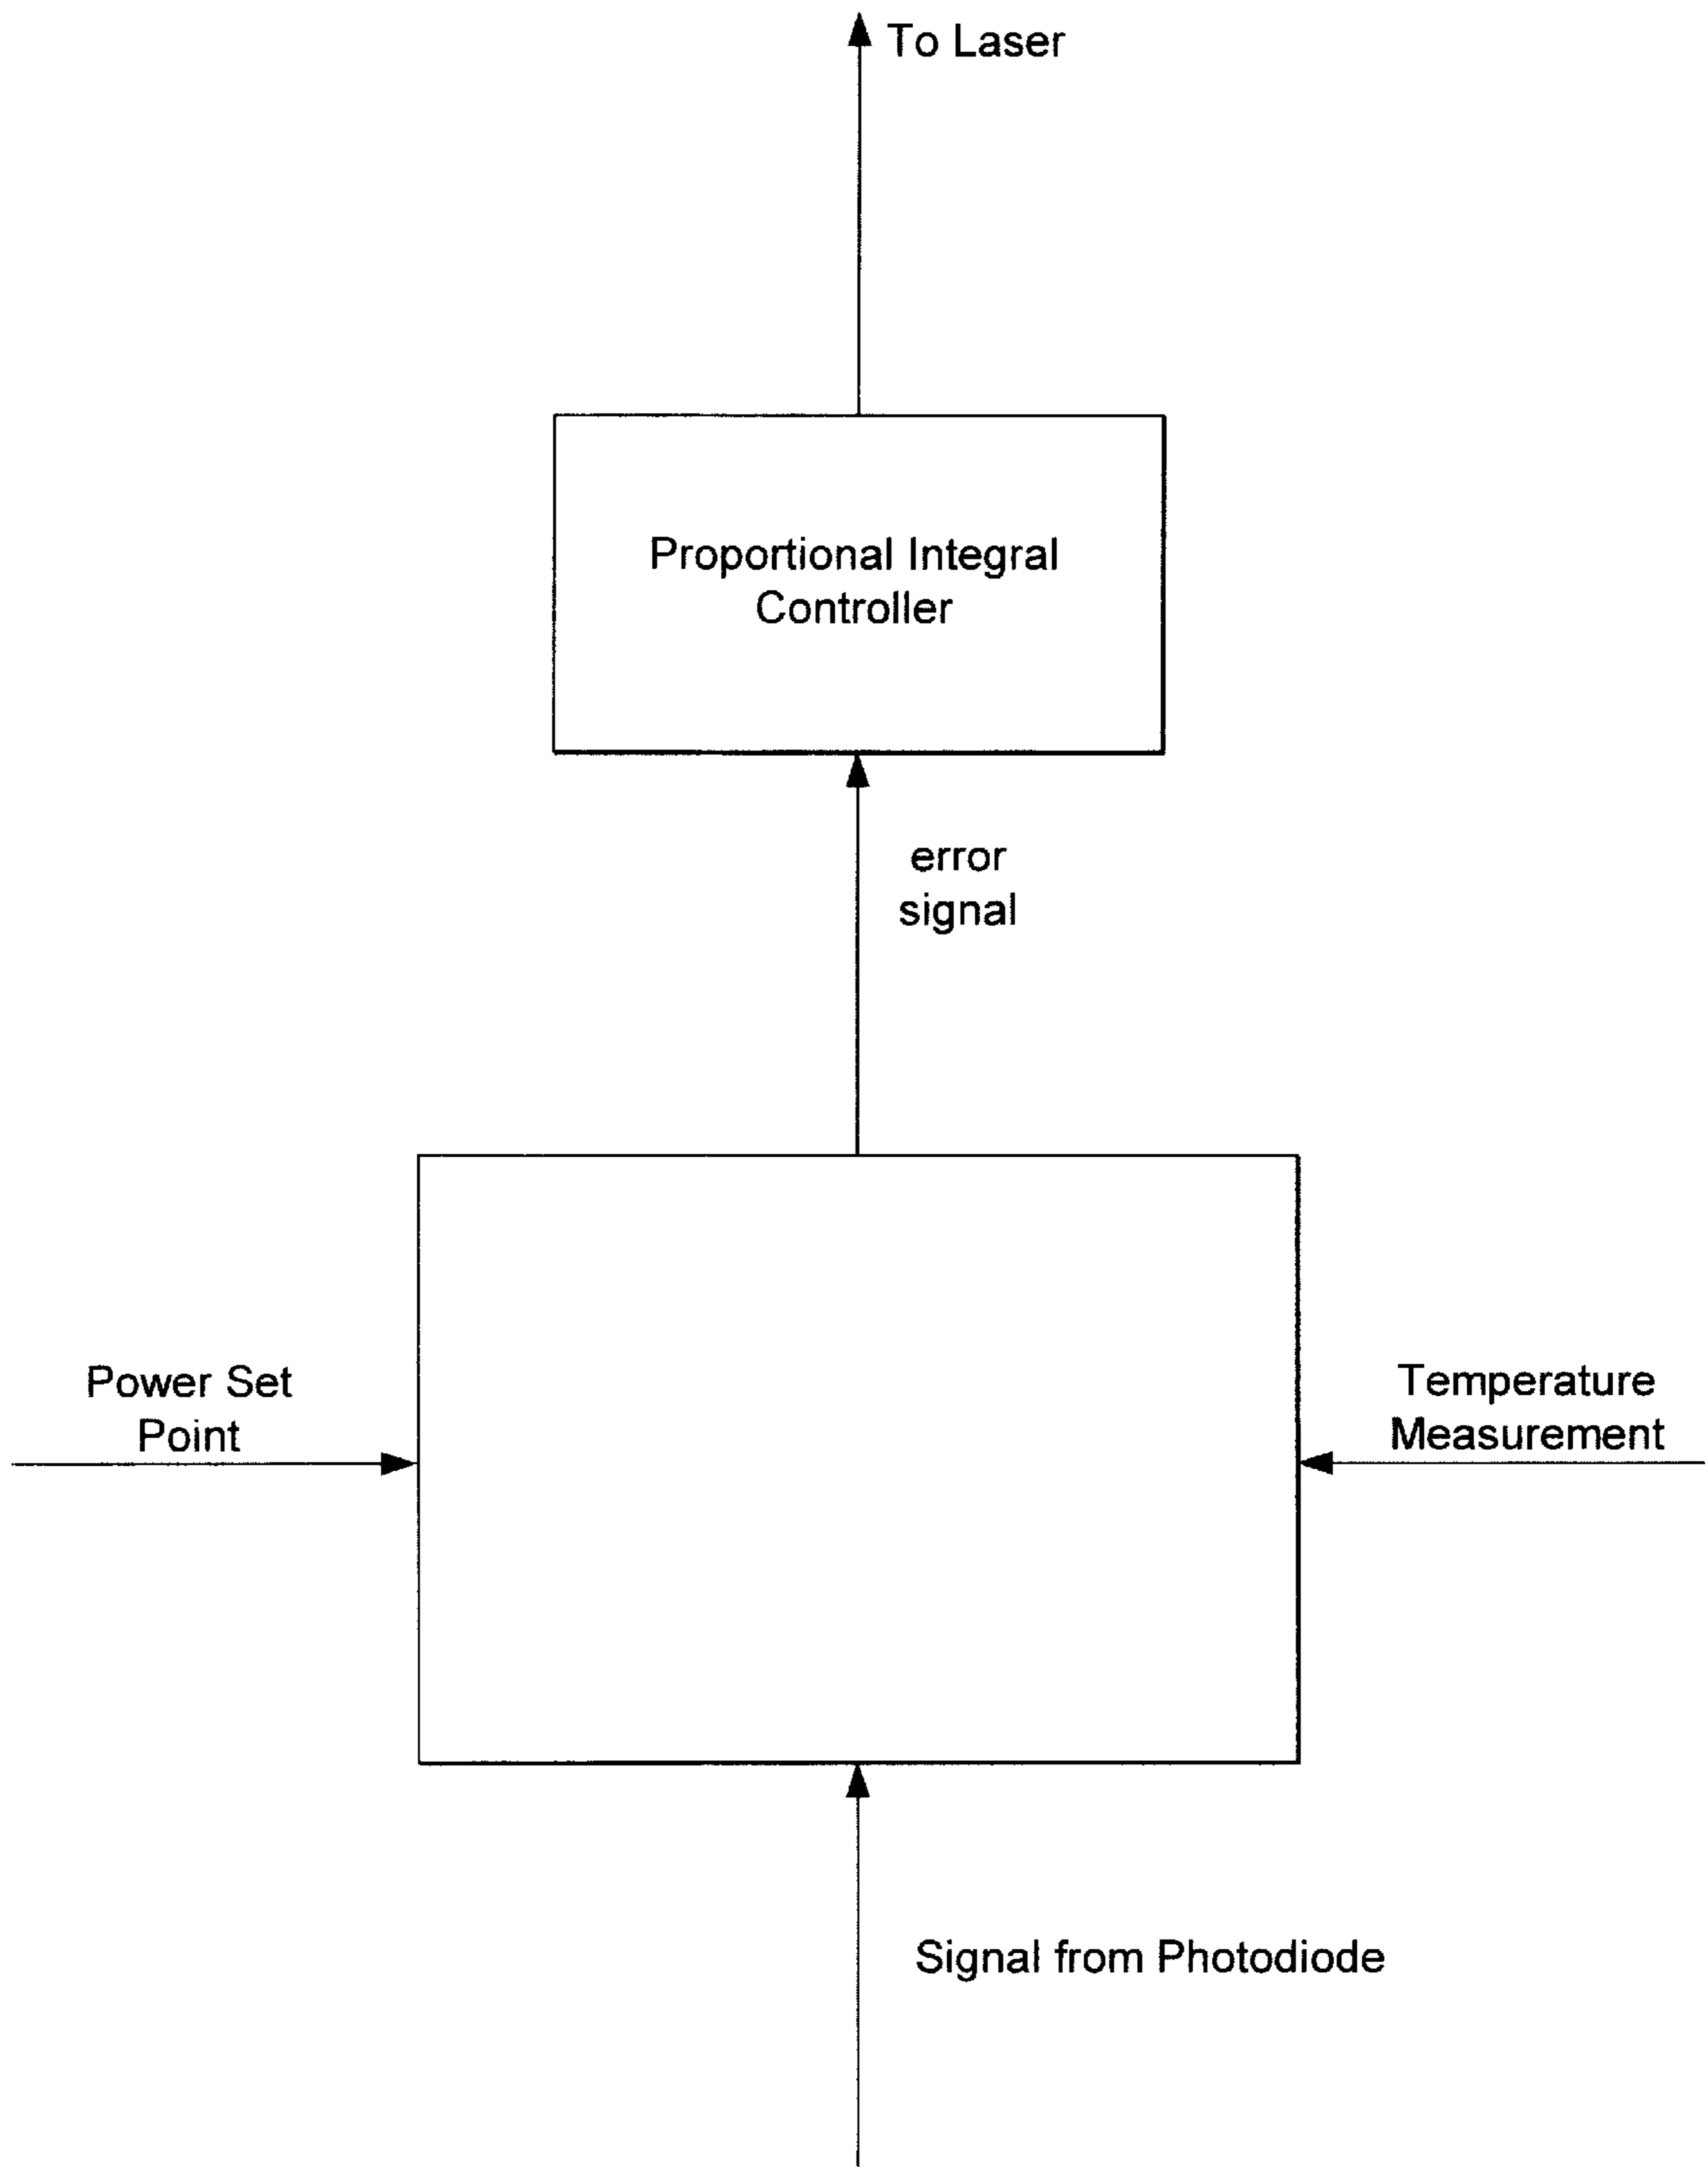 To Laser
Proportional Integral
Controller
error
signal
Power Set
Point
Temperature
Measurement
Signal from Photodiode